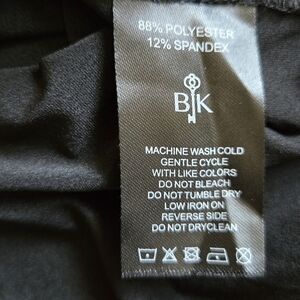 88% POLYESTER
12% SPANDEX
BK
MACHINE WASH COLD
GENTLE CYCLE
WITH LIKE COLORS
DO NOT BLEACH
DO NOT TUMBLE DRY
LOW IRON ON
REVERSE SIDE
DO NOT DRYCLEAN